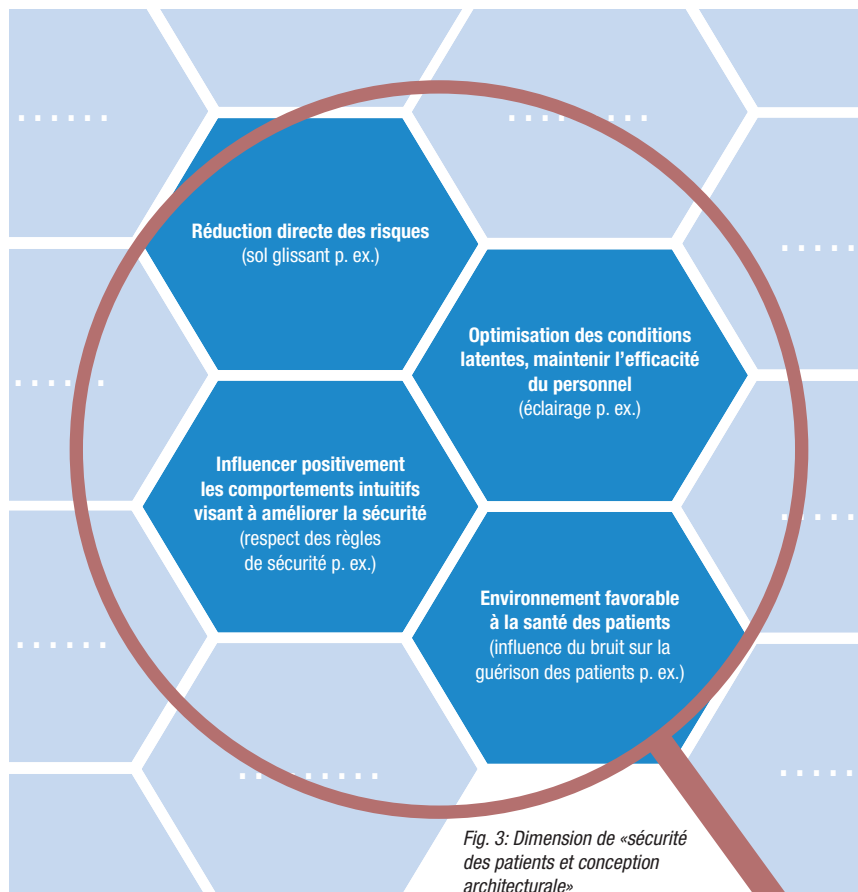 Réduction directe des risques
(sol glissant p. ex.)
Optimisation des conditions
latentes, maintenir l’efficacité
du personnel
(éclairage p. ex.)
Influencer positivement
les comportements intuitifs
visant à améliorer la sécurité
(respect des règles
de sécurité p. ex.)
Environnement favorable
à la santé des patients
(influence du bruit sur la
guérison des patients p. ex.)
Fig. 3: Dimension de «sécurité
des patients et conception
architecturale»